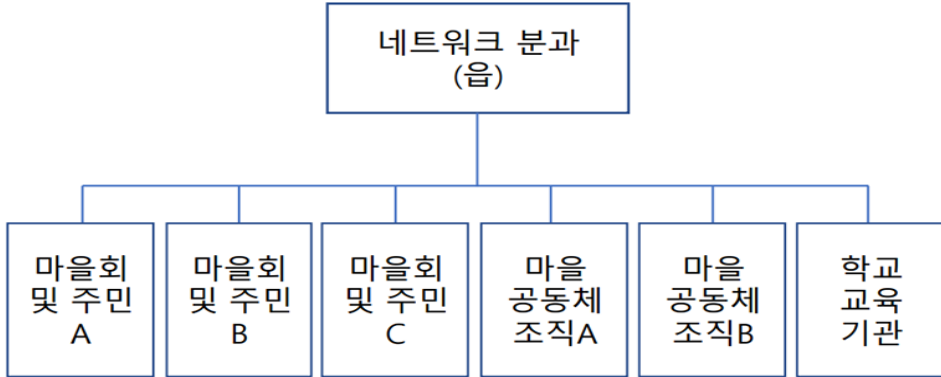 네트워크 분과
(읍)
마을회
및 주민
A
마을회
및 주민
B
마을회
및 주민
C
마을
공동체
조직A
마을
공동체
조직B
학교
교육
기관